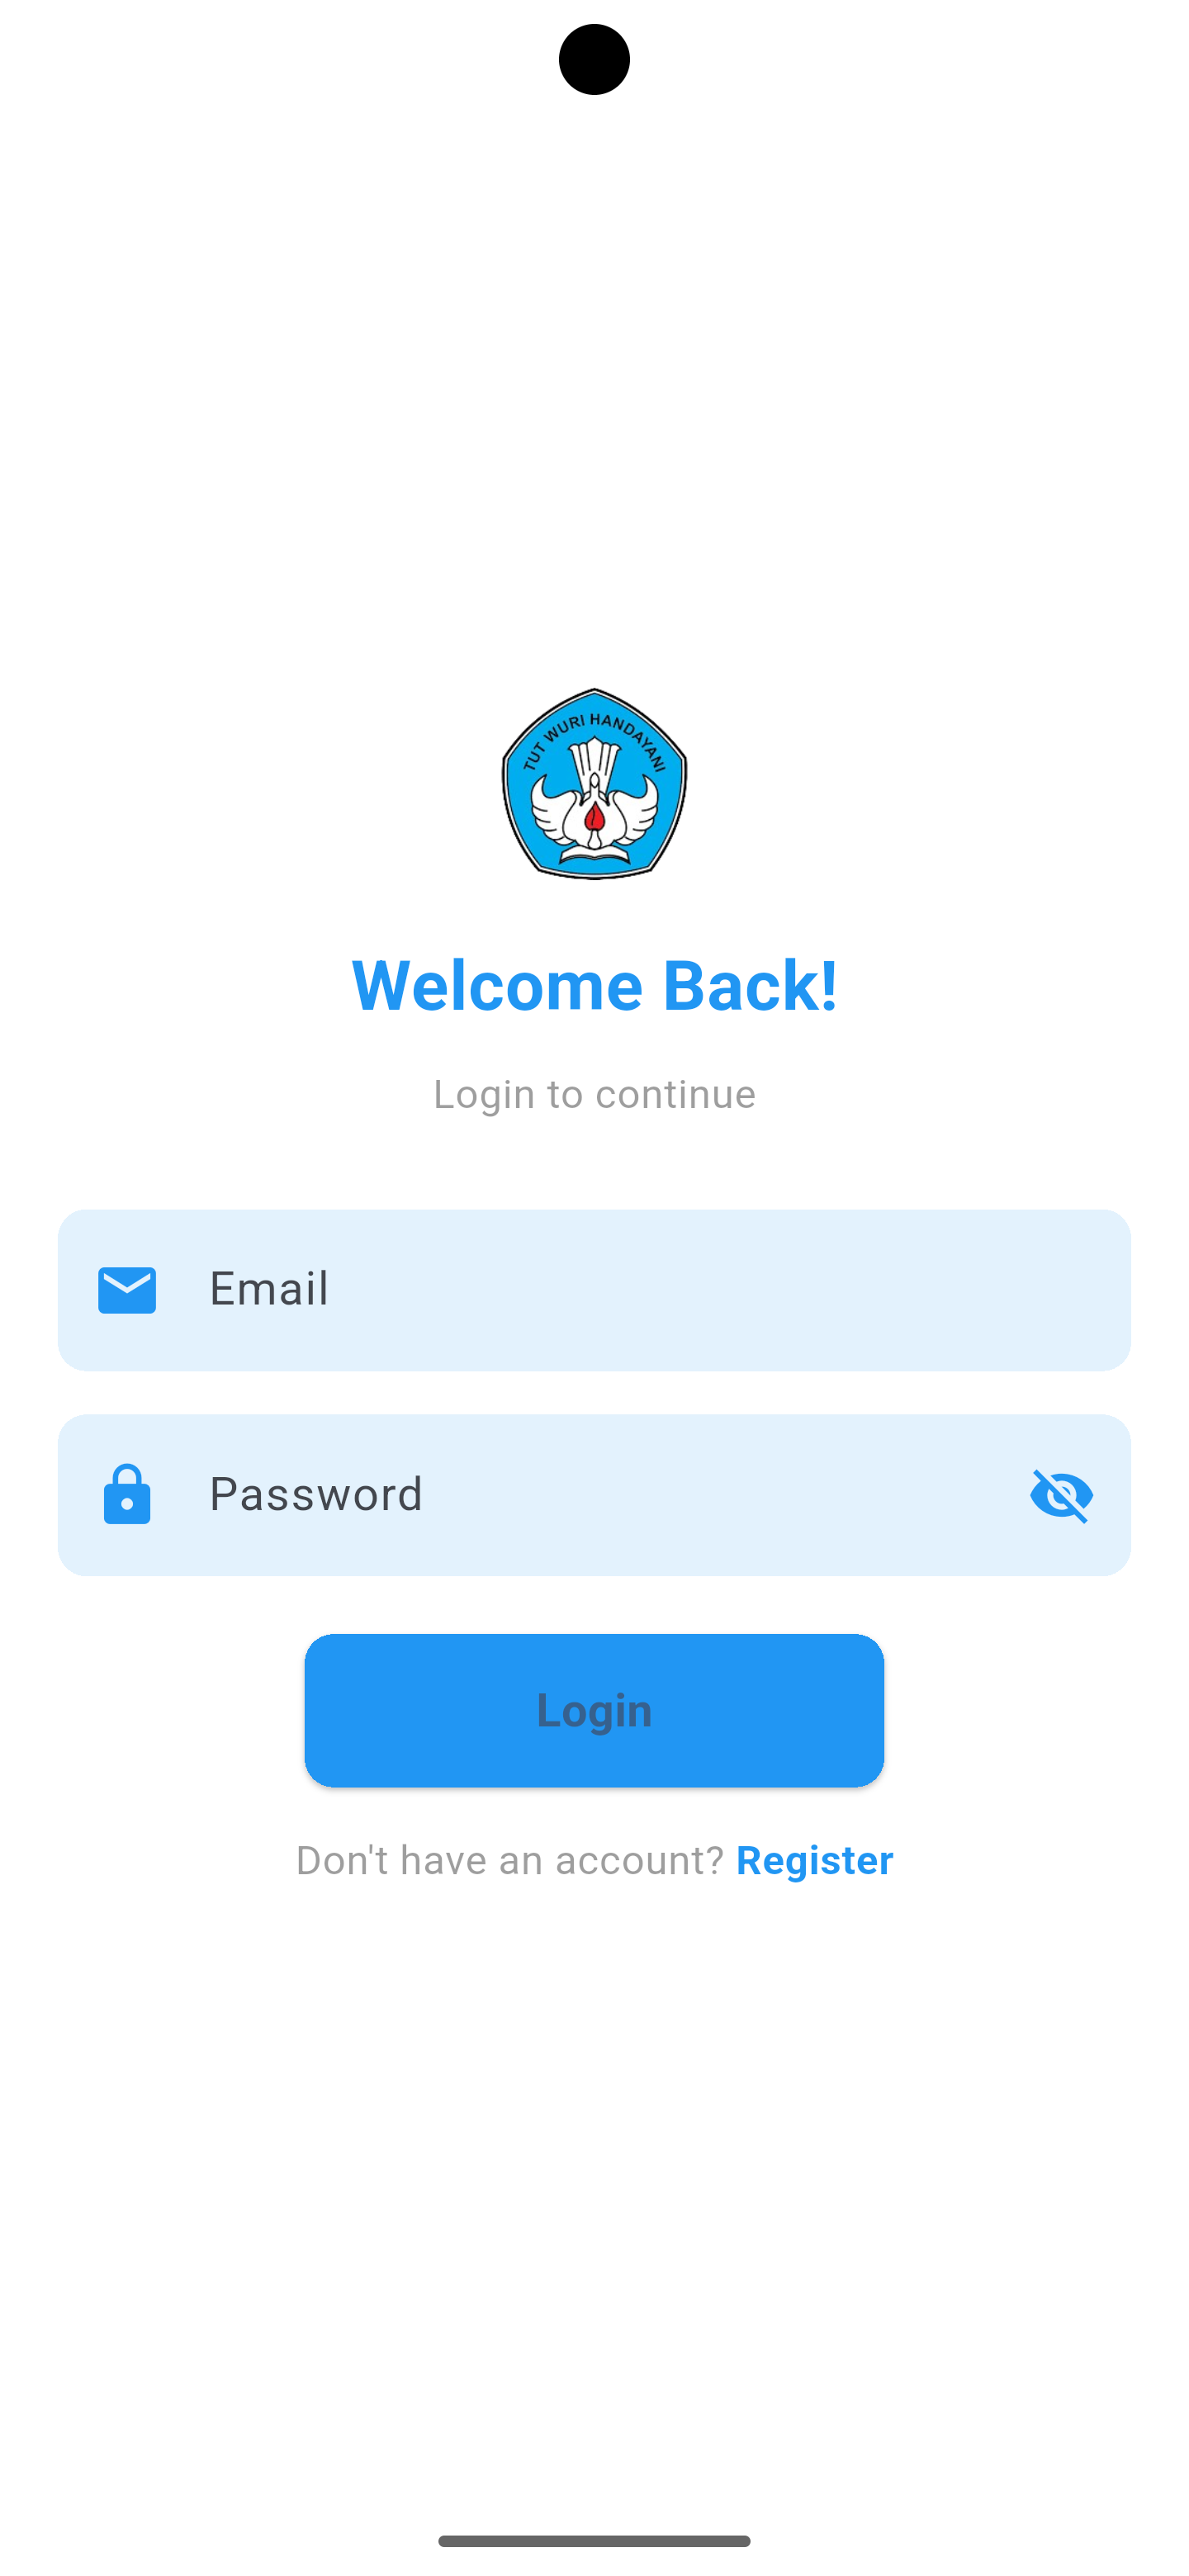 TUT WURI HANDAYANI
Welcome Back!
Login to continue
Email
Password
Login
Don't have an account? Register